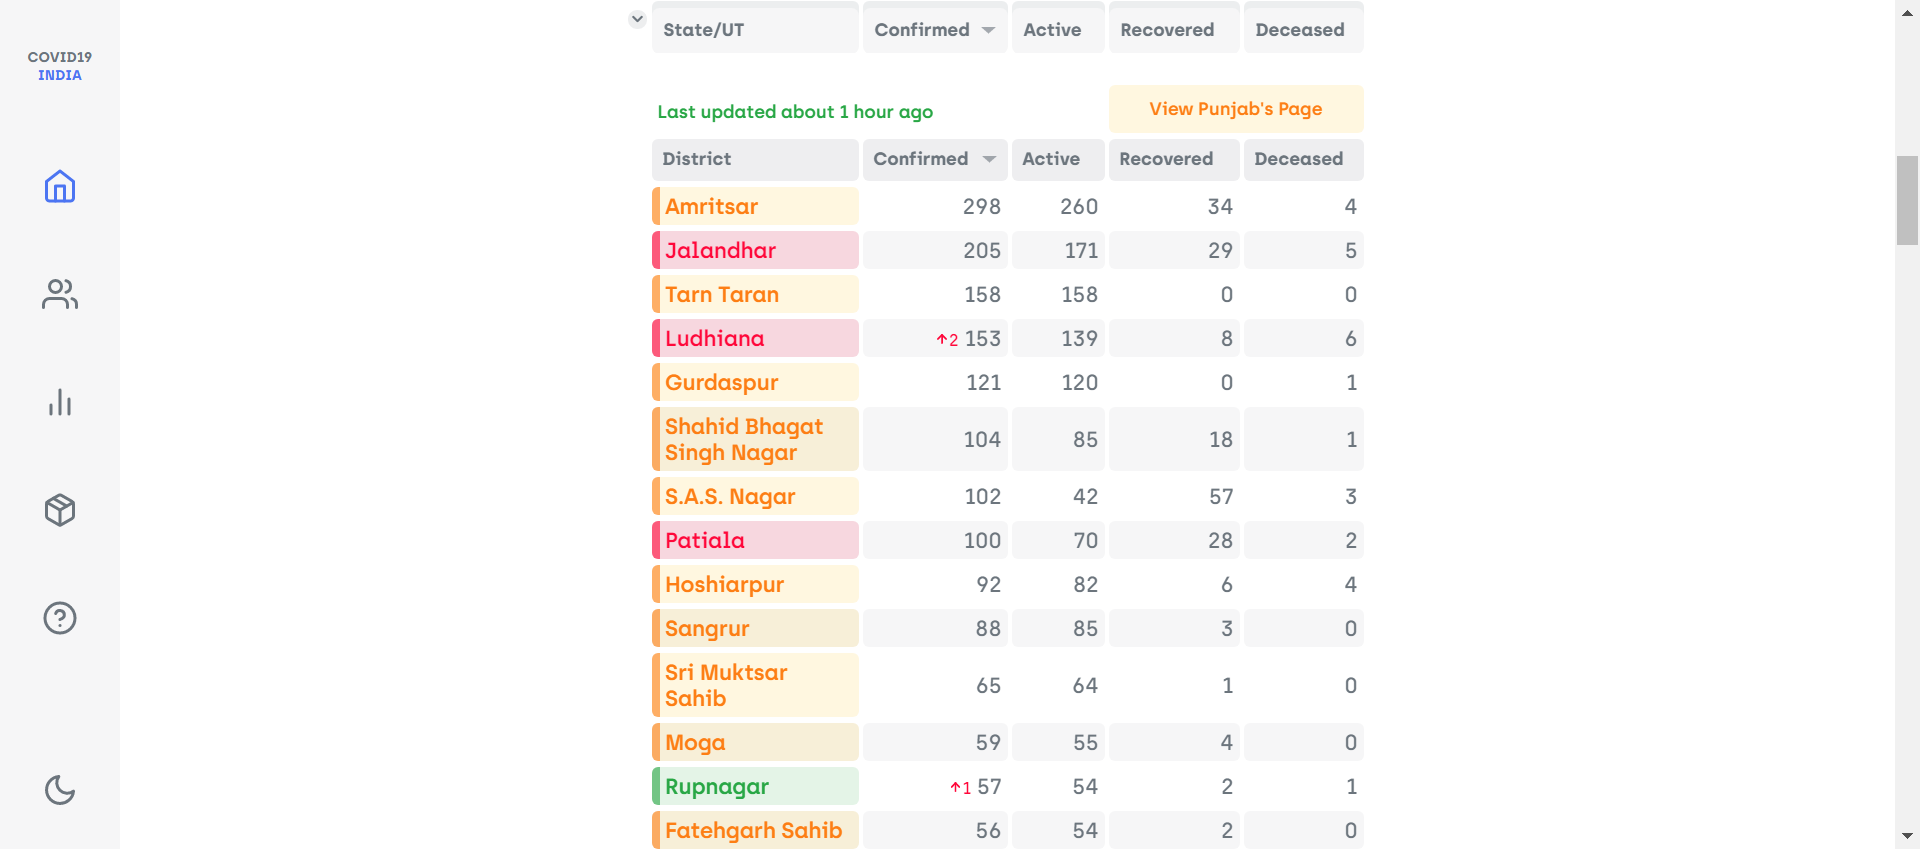 COVID19
INDIA
State/UT Confirmed Active Recovered Deceased
Last updated about 1 hour ago View Punjab's Page
District Confirmed Active Recovered Deceased
Amritsar 298 260 34 4
Jalandhar 205 171 29 5
Tarn Taran 158 158 0 0
Ludhiana ↑2 153 139 8 6
Gurdaspur 121 120 0 1
Shahid Bhagat
Singh Nagar 104 85 18 1
S.A.S. Nagar 102 42 57 3
Patiala 100 70 28 2
Hoshiarpur 92 82 6 4
Sangrur 88 85 3 0
Sri Muktsar
Sahib 65 64 1 0
Moga 59 55 4 0
Rupnagar ↑1 57 54 2 1
Fatehgarh Sahib 56 54 2 0